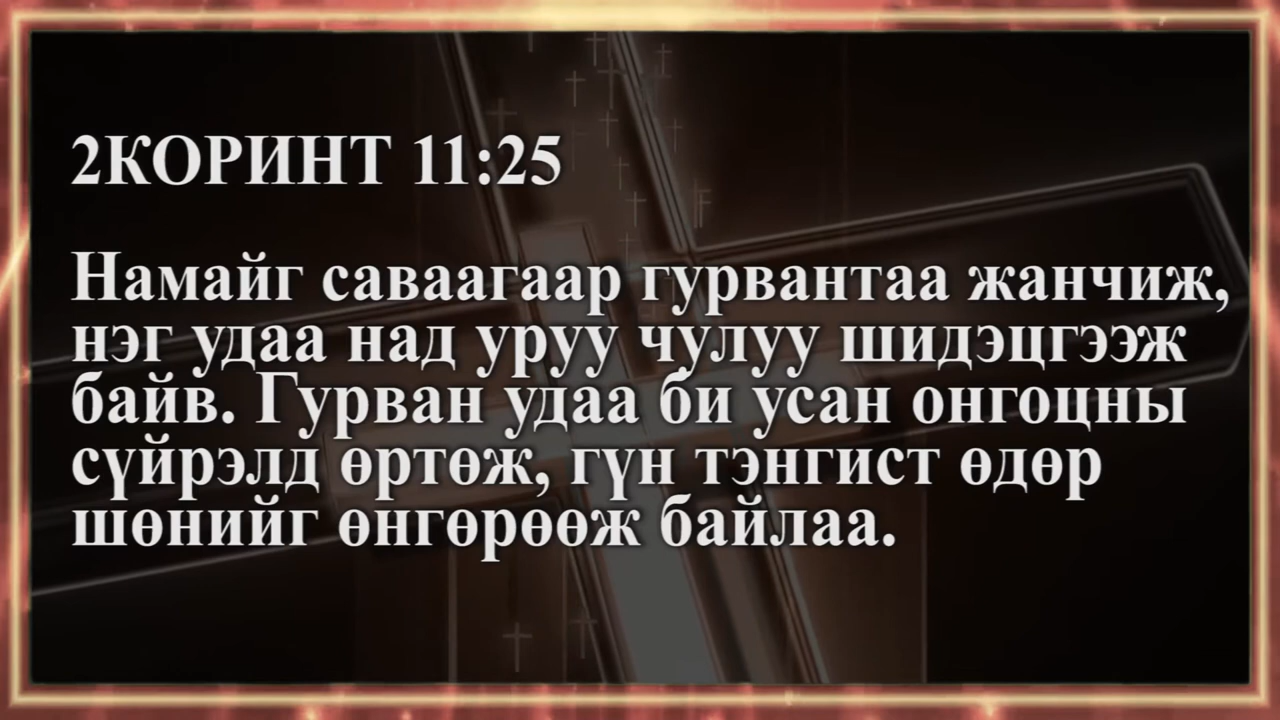 2КОРИНТ 11:25
Намайг саваагаар гурвантаа жанчиж,
нэг удаа над уруу чулуу шидэцгээж
байв. Гурван удаа би усан онгоцны
сүйрэлд өртөж, гүн тэнгист өдөр
шөнийг өнгөрөөж байлаа.